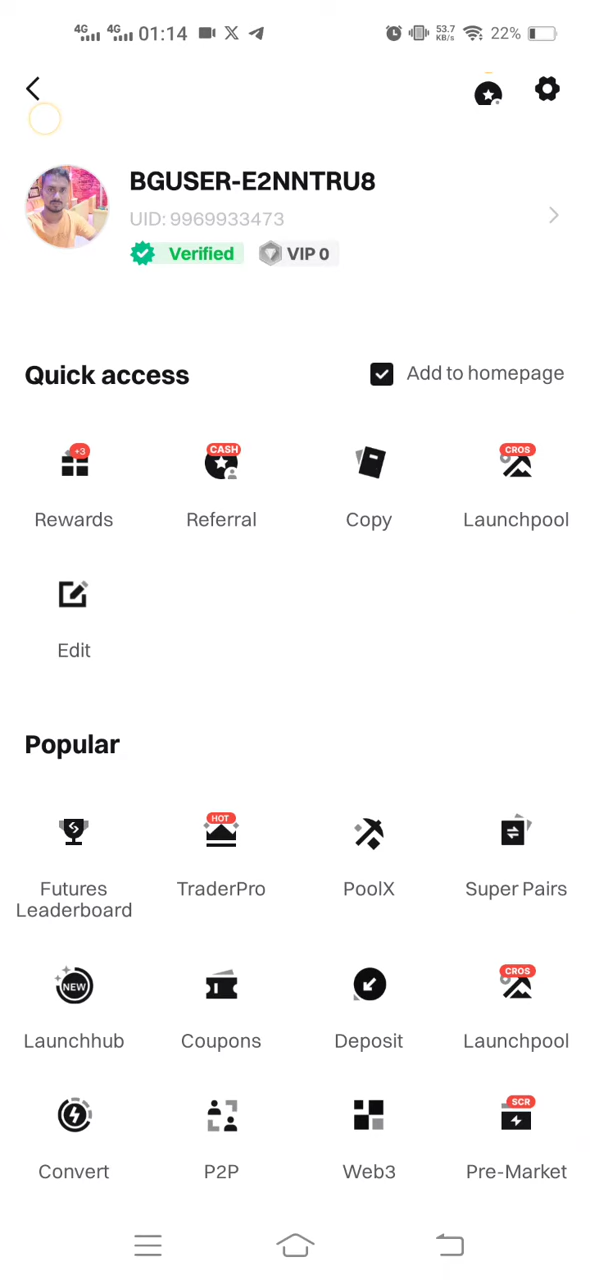 4G 4G 01:14 53.7 KB/s 22%
BGUSER-E2NNTRU8
UID: 9969933473
Verified VIP 0
Quick access Add to homepage
+3 CASH CROS
Rewards Referral Copy Launchpool
Edit
Popular
HOT
Futures Leaderboard TraderPro PoolX Super Pairs
NEW CROS
Launchhub Coupons Deposit Launchpool
SCR
Convert P2P Web3 Pre-Market